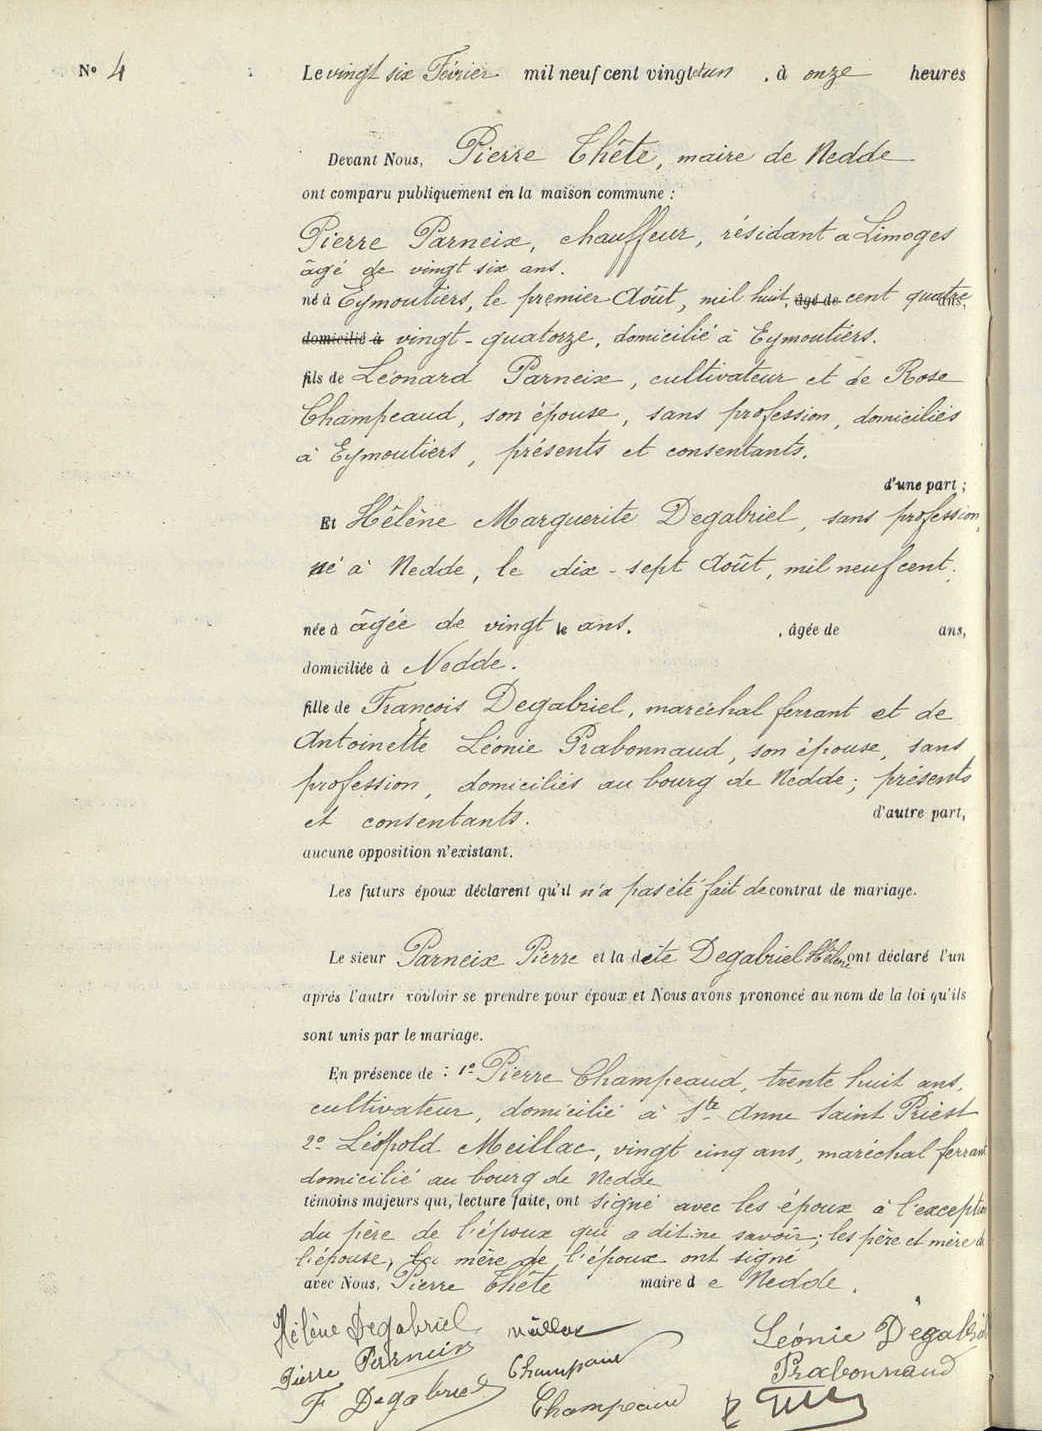 N° 4
Le vingt six Février mil neuf cent vingt et un, à onze heures
Devant Nous, Pierre Thête, maire de Nedde
ont comparu publiquement en la maison commune :
Pierre Parneix, chauffeur, résidant a Limoges
âgé de vingt six ans.
né à Eymoutiers, le premier Août, mil huit, âgé de cent quatre ans,
domicilié à vingt-quatorze, domicilié à Eymoutiers.
fils de Léonard Parneix, cultivateur et de Rose
Champeaud, son épouse, sans profession, domiciliés
à Eymoutiers, présents et consentants.
d'une part ;
Et Hélène Marguerite Degabriel, sans profession,
né à Nedde, le dix-sept Août, mil neuf cent.
née à âgée de vingt le ans. , âgée de ans,
domiciliée à Nedde.
fille de François Degabriel, maréchal ferrant et de
Antoinette Léonie Prabonnaud, son épouse, sans
profession, domiciliés au bourg de Nedde ; présents
et consentants. d'autre part,
aucune opposition n'existant.
Les futurs époux déclarent qu'il n'a pas été fait de contrat de mariage.
Le sieur Parneix Pierre et la dite Degabriel Hélène ont déclaré l'un
après l'autre vouloir se prendre pour époux et Nous avons prononcé au nom de la loi qu'ils
sont unis par le mariage.
En présence de : 1° Pierre Champeaud, trente huit ans,
cultivateur, domicilié à Ste Anne Saint Priest
2° Léopold Meillac, vingt cinq ans, maréchal ferrant
domicilié au bourg de Nedde
témoins majeurs qui, lecture faite, ont signé avec les époux à l'exception
du père de l'époux qui a dit ne savoir ; les père et mère de
l'épouse, la mère de l'époux ont signé
avec Nous, Pierre Thête maire de Nedde.
Hélène Degabriel Léonie Degabriel
Pierre Parneix Champeaud Prabonnaud
F Degabriel Champeaud